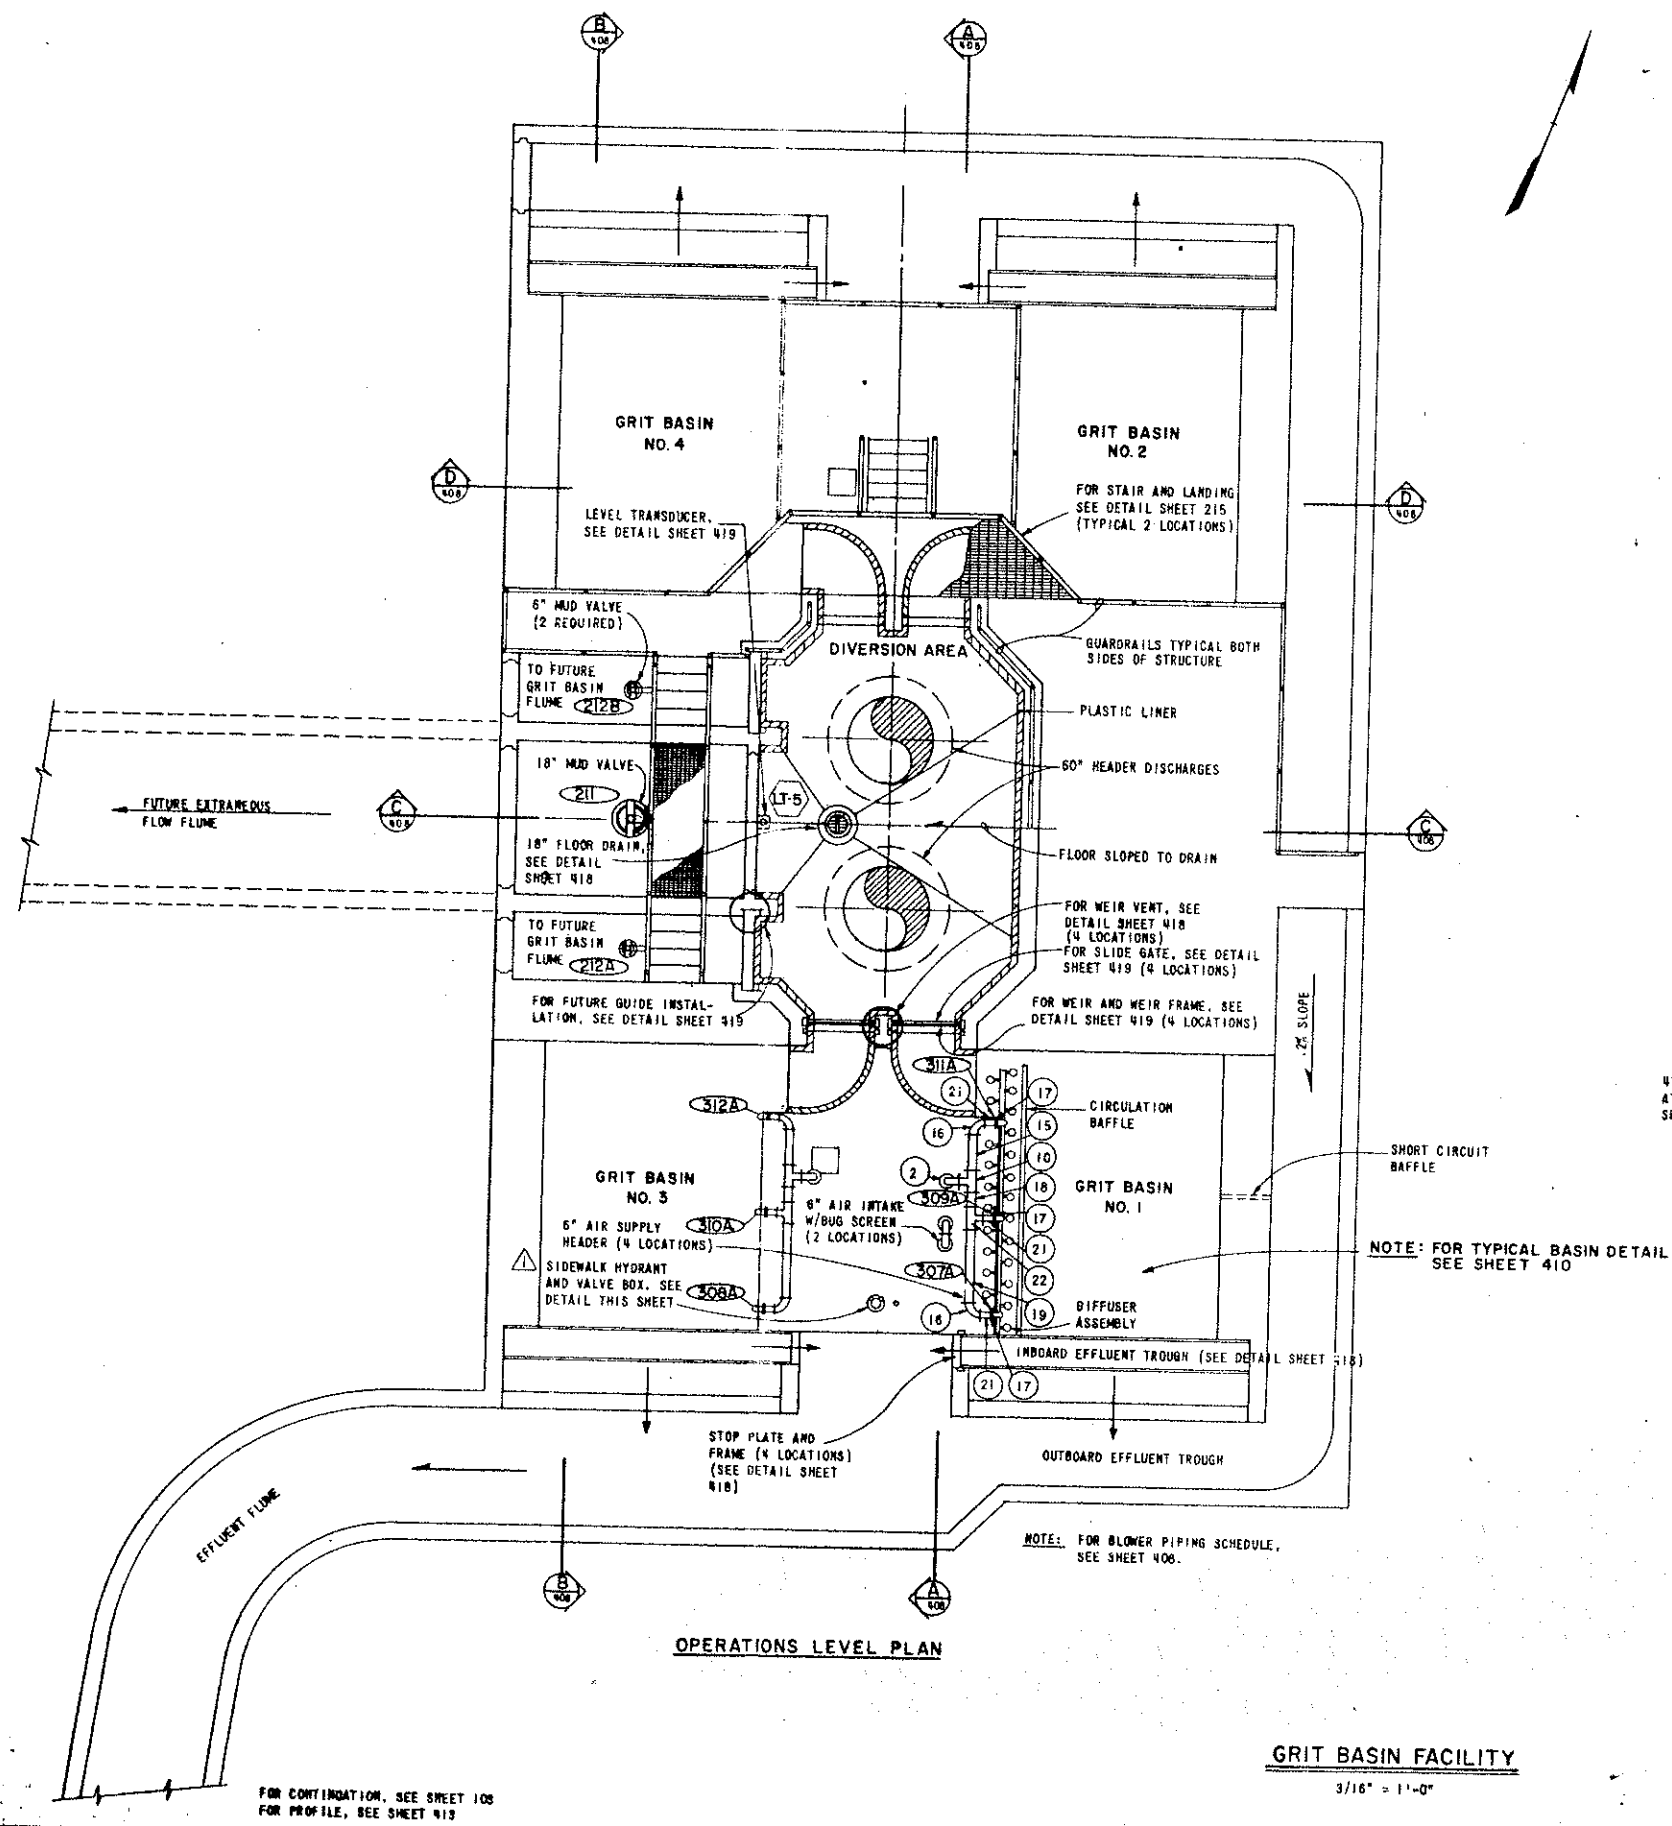 B
408
A
408
GRIT BASIN
NO. 4
GRIT BASIN
NO. 2
D
408
D
408
FOR STAIR AND LANDING
SEE DETAIL SHEET 215
(TYPICAL 2 LOCATIONS)
LEVEL TRANSDUCER,
SEE DETAIL SHEET 419
6" MUD VALVE
(2 REQUIRED)
DIVERSION AREA
GUARDRAILS TYPICAL BOTH
SIDES OF STRUCTURE
TO FUTURE
GRIT BASIN
FLUME
212B
PLASTIC LINER
18" MUD VALVE
60" HEADER DISCHARGES
211
LT-5
FUTURE EXTRANEOUS
FLOW FLUME
C
408
C
408
18" FLOOR DRAIN,
SEE DETAIL
SHEET 418
FLOOR SLOPED TO DRAIN
FOR WEIR VENT, SEE
DETAIL SHEET 418
(4 LOCATIONS)
TO FUTURE
GRIT BASIN
FLUME
212A
FOR SLIDE GATE, SEE DETAIL
SHEET 419 (4 LOCATIONS)
FOR FUTURE GUIDE INSTAL-
LATION, SEE DETAIL SHEET 419
FOR WEIR AND WEIR FRAME, SEE
DETAIL SHEET 419 (4 LOCATIONS)
.2% SLOPE
311A
21
17
312A
CIRCULATION
BAFFLE
16
15
SHORT CIRCUIT
BAFFLE
2
10
GRIT BASIN
NO. 3
309A
18
GRIT BASIN
NO. 1
6" AIR INTAKE
W/BUG SCREEN
(2 LOCATIONS)
310A
17
6" AIR SUPPLY
HEADER (4 LOCATIONS)
21
NOTE: FOR TYPICAL BASIN DETAIL
SEE SHEET 410
1
SIDEWALK HYDRANT
AND VALVE BOX, SEE
DETAIL THIS SHEET
307A
22
308A
16
19
DIFFUSER
ASSEMBLY
INBOARD EFFLUENT TROUGH (SEE DETAIL SHEET 418)
21
17
STOP PLATE AND
FRAME (4 LOCATIONS)
(SEE DETAIL SHEET
418)
OUTBOARD EFFLUENT TROUGH
EFFLUENT FLUME
NOTE: FOR BLOWER PIPING SCHEDULE,
SEE SHEET 406.
B
408
A
408
OPERATIONS LEVEL PLAN
GRIT BASIN FACILITY
3/16" = 1'-0"
FOR CONTINUATION, SEE SHEET 105
FOR PROFILE, SEE SHEET 413